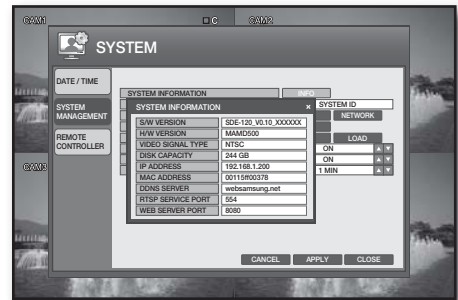 CAM1
C
CAM2
SYSTEM
DATE / TIME
SYSTEM MANAGEMENT
REMOTE CONTROLLER
CAM3
SYSTEM INFORMATION
INFO
SYSTEM ID
NETWORK
LOAD
ON
ON
1 MIN
SYSTEM INFORMATION ×
S/W VERSION SDE-120_V0.10_XXXXXX
H/W VERSION MAMD500
VIDEO SIGNAL TYPE NTSC
DISK CAPACITY 244 GB
IP ADDRESS 192.168.1.200
MAC ADDRESS 00115ff00378
DDNS SERVER websamsung.net
RTSP SERVICE PORT 554
WEB SERVER PORT 8080
CANCEL APPLY CLOSE